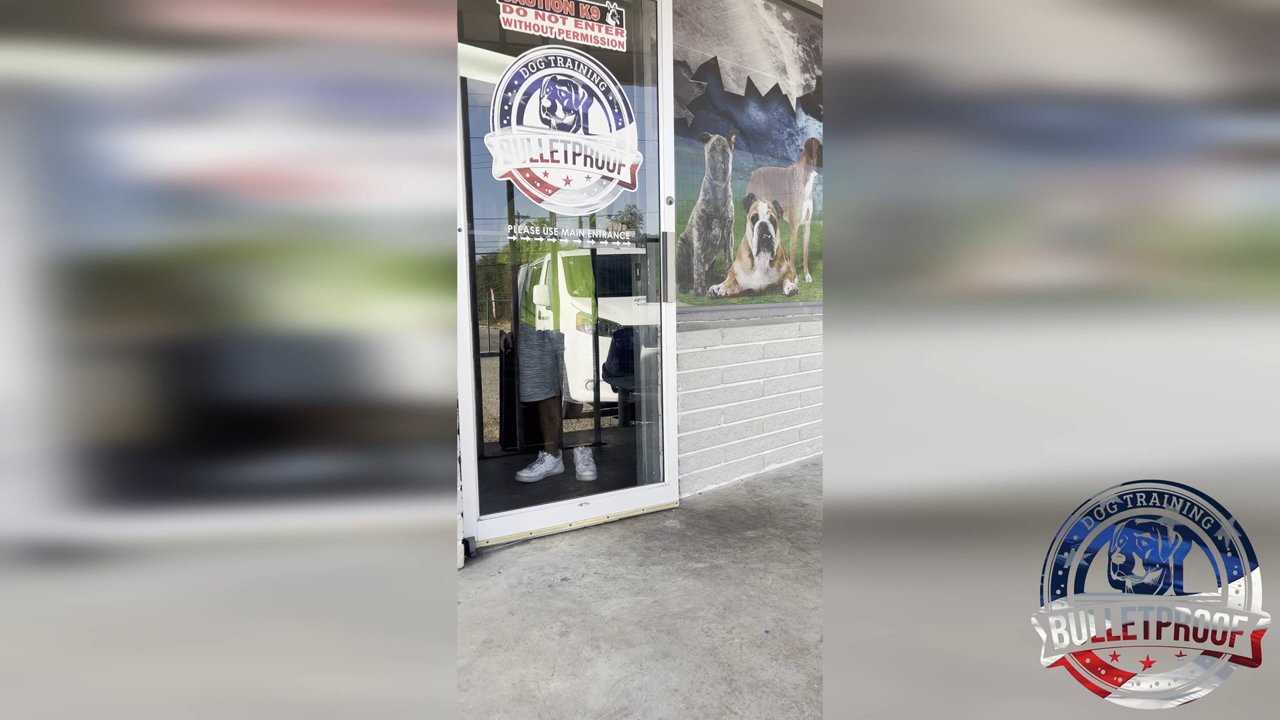 CAUTION K9
DO NOT ENTER
WITHOUT PERMISSION
DOG TRAINING
BULLETPROOF
PLEASE USE MAIN ENTRANCE
DOG TRAINING
BULLETPROOF